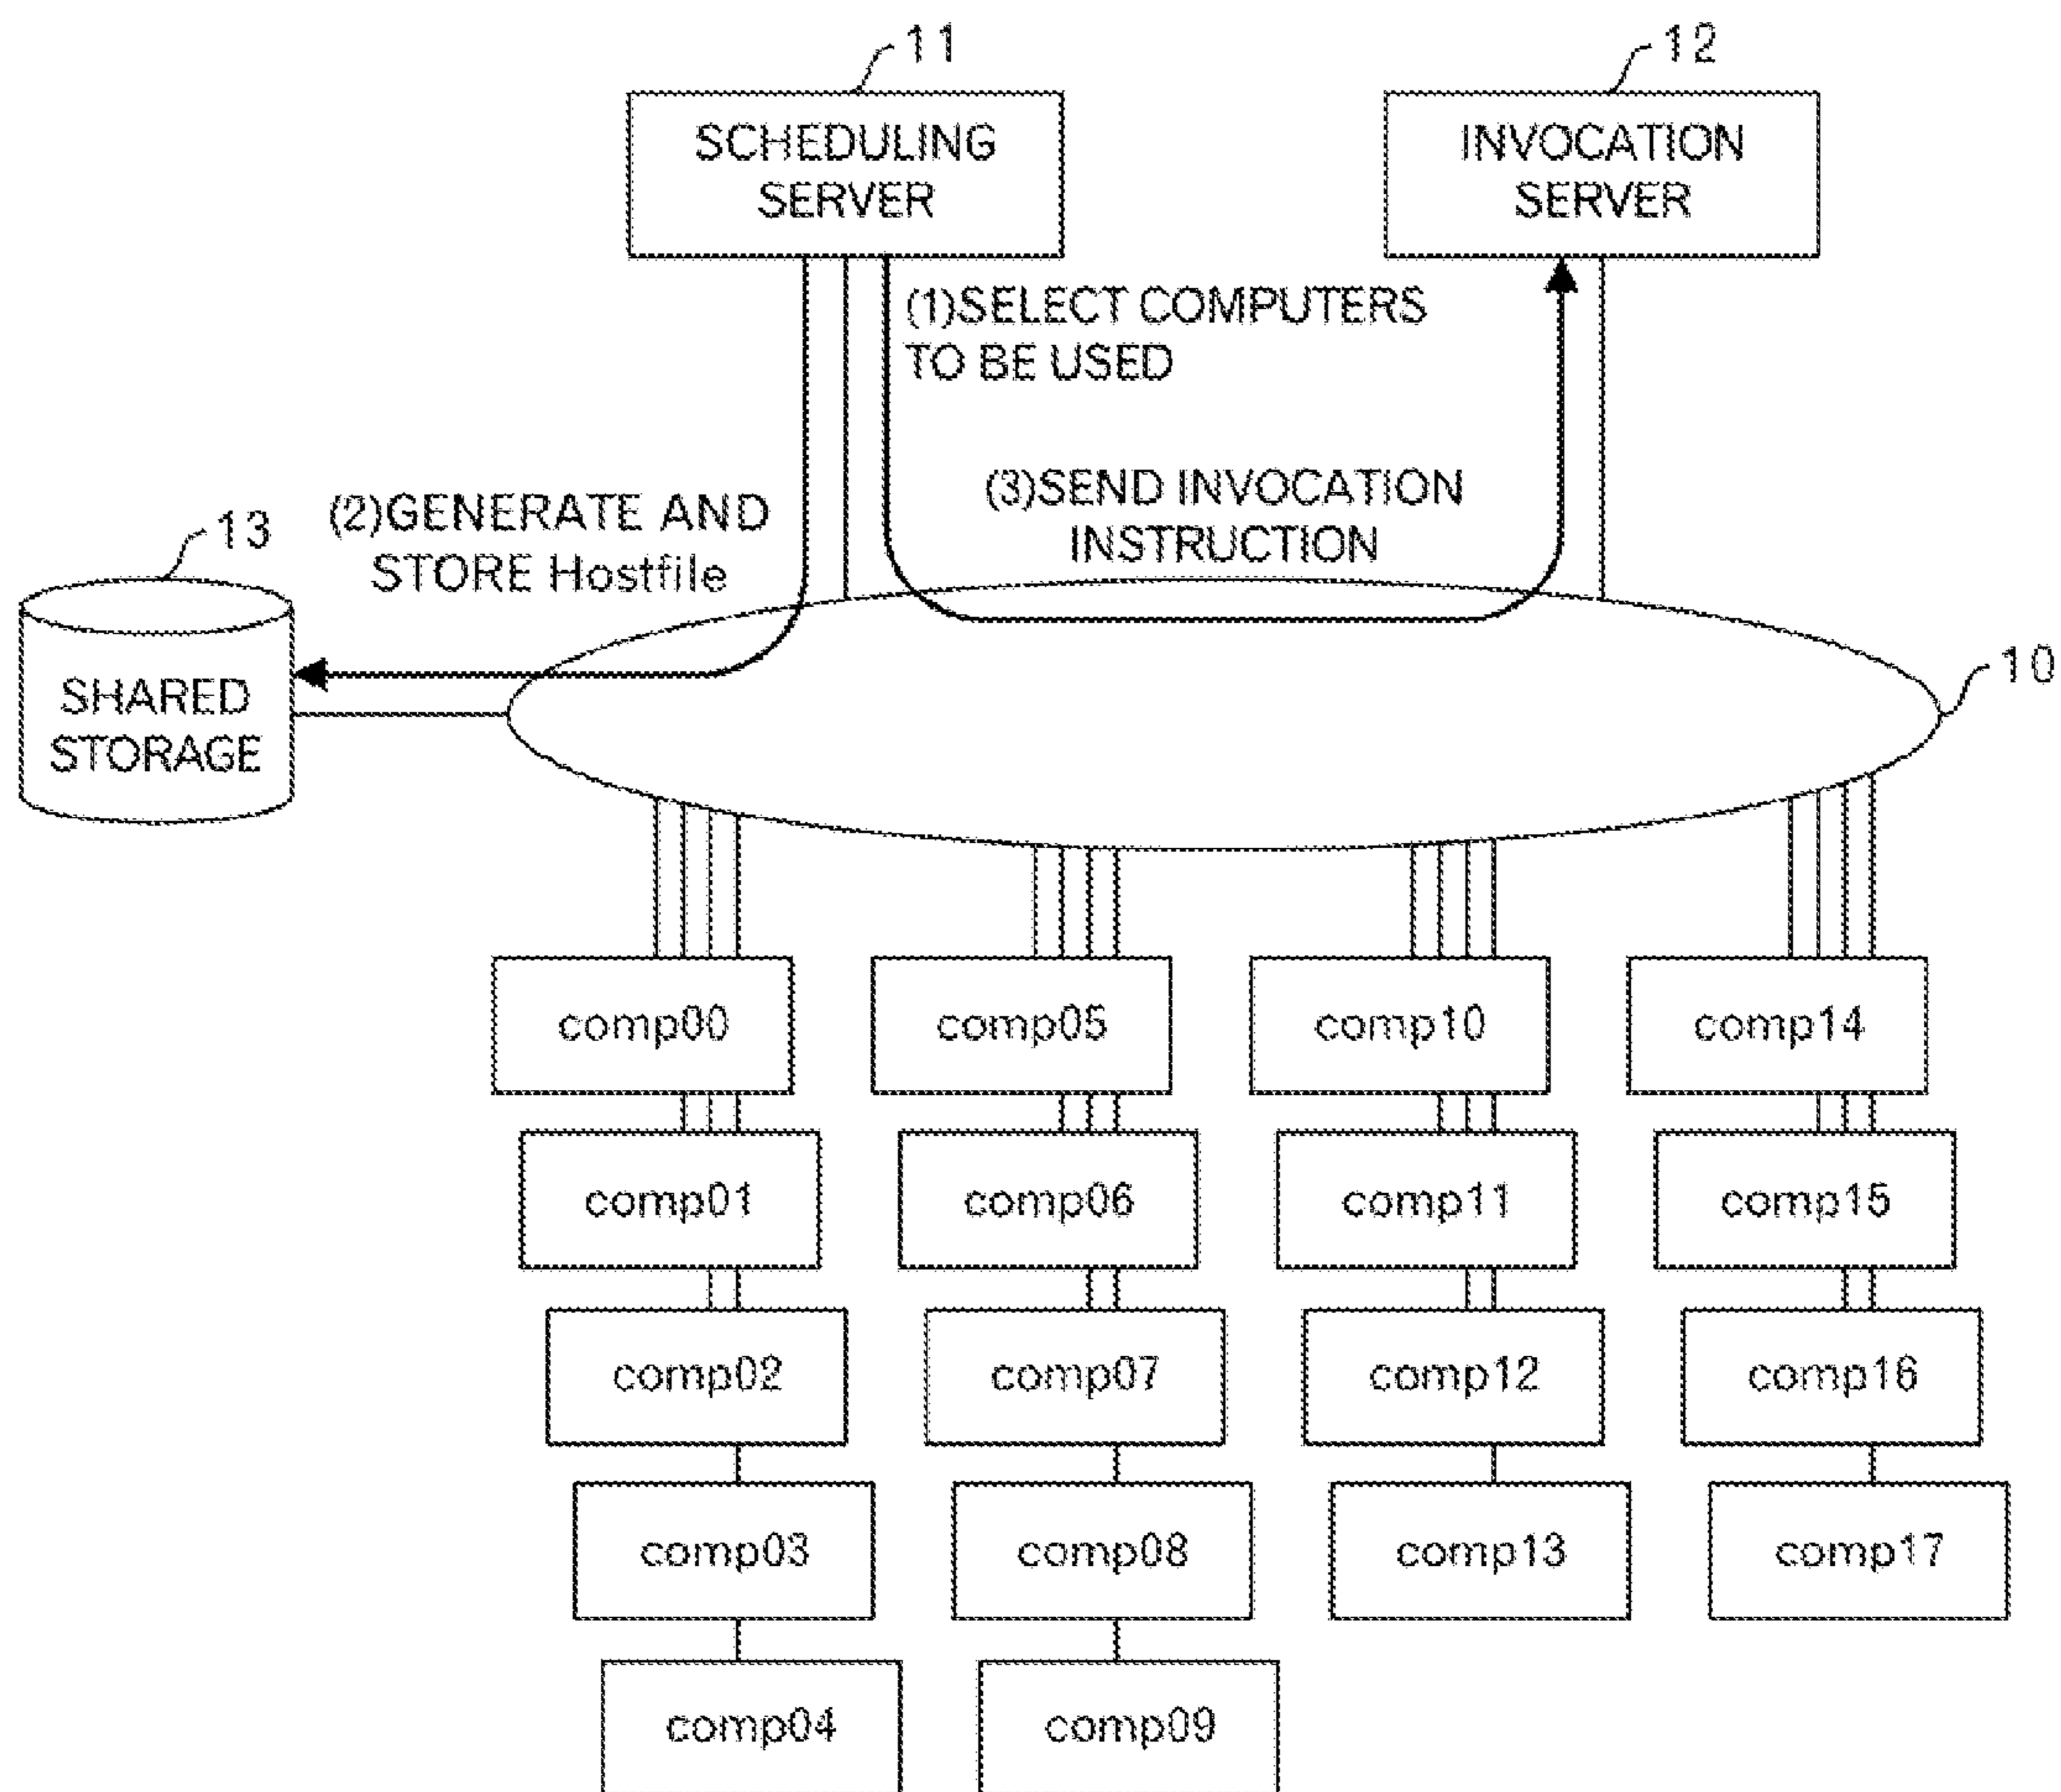 11
12
SCHEDULING
SERVER
INVOCATION
SERVER
(1)SELECT COMPUTERS
TO BE USED
(3)SEND INVOCATION
INSTRUCTION
(2)GENERATE AND
STORE Hostfile
13
SHARED
STORAGE
10
comp00
comp05
comp10
comp14
comp01
comp06
comp11
comp15
comp02
comp07
comp12
comp16
comp03
comp08
comp13
comp17
comp04
comp09